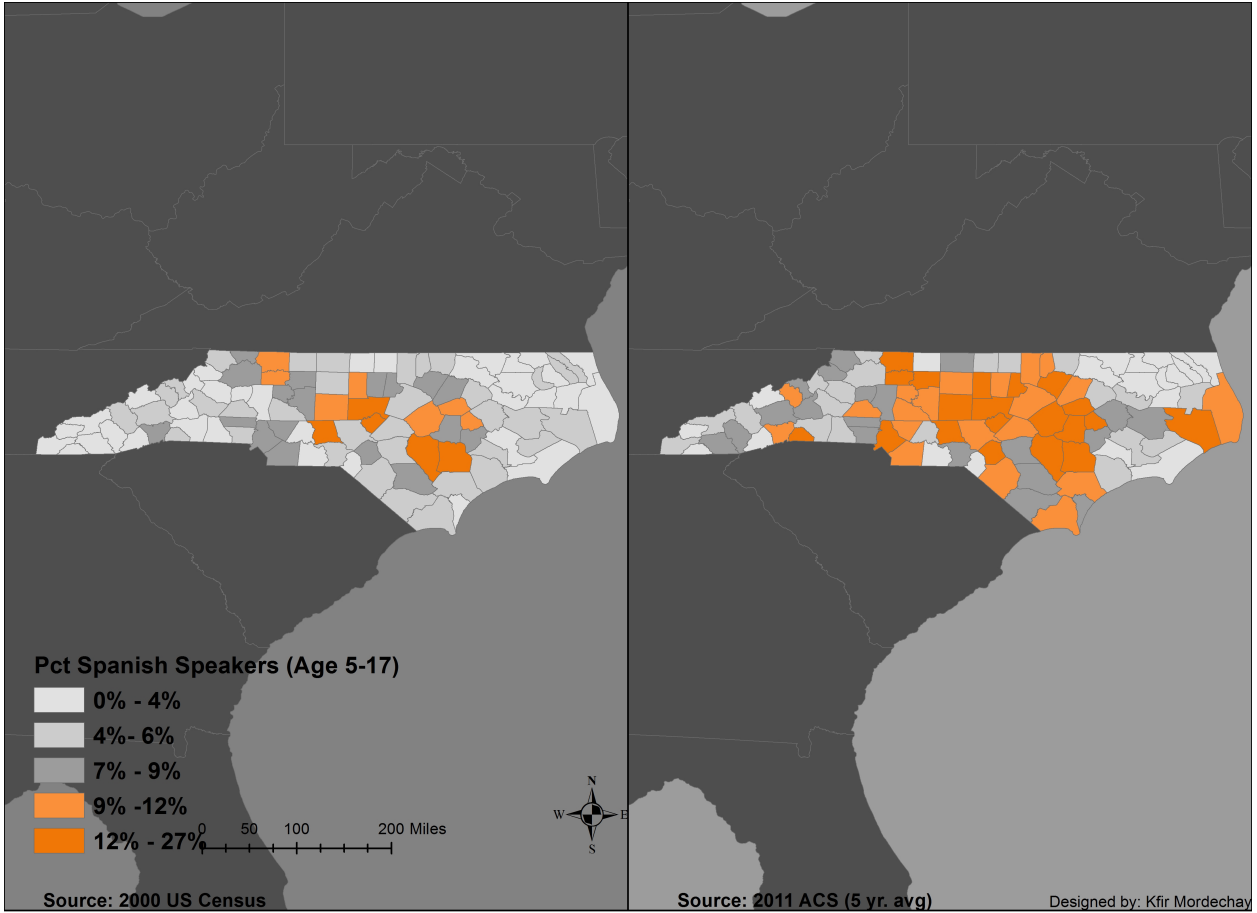 Pct Spanish Speakers (Age 5-17)
0% - 4%
4%- 6%
7% - 9%
9% -12%
12% - 27%
0 50 100 200 Miles
N
W E
S
Source: 2000 US Census
Source: 2011 ACS (5 yr. avg)
Designed by: Kfir Mordechay